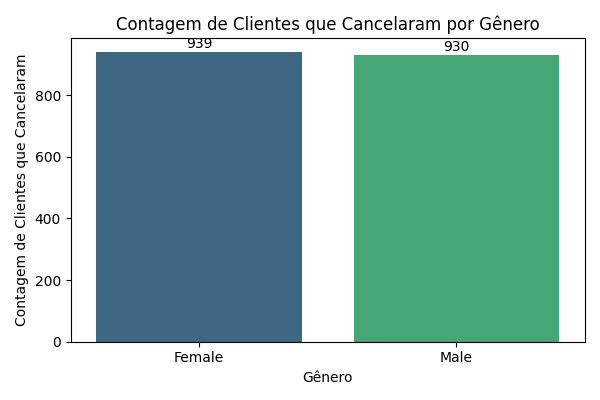 Contagem de Clientes que Cancelaram por Gênero
939
930
Contagem de Clientes que Cancelaram
800
600
400
200
0
Female
Male
Gênero